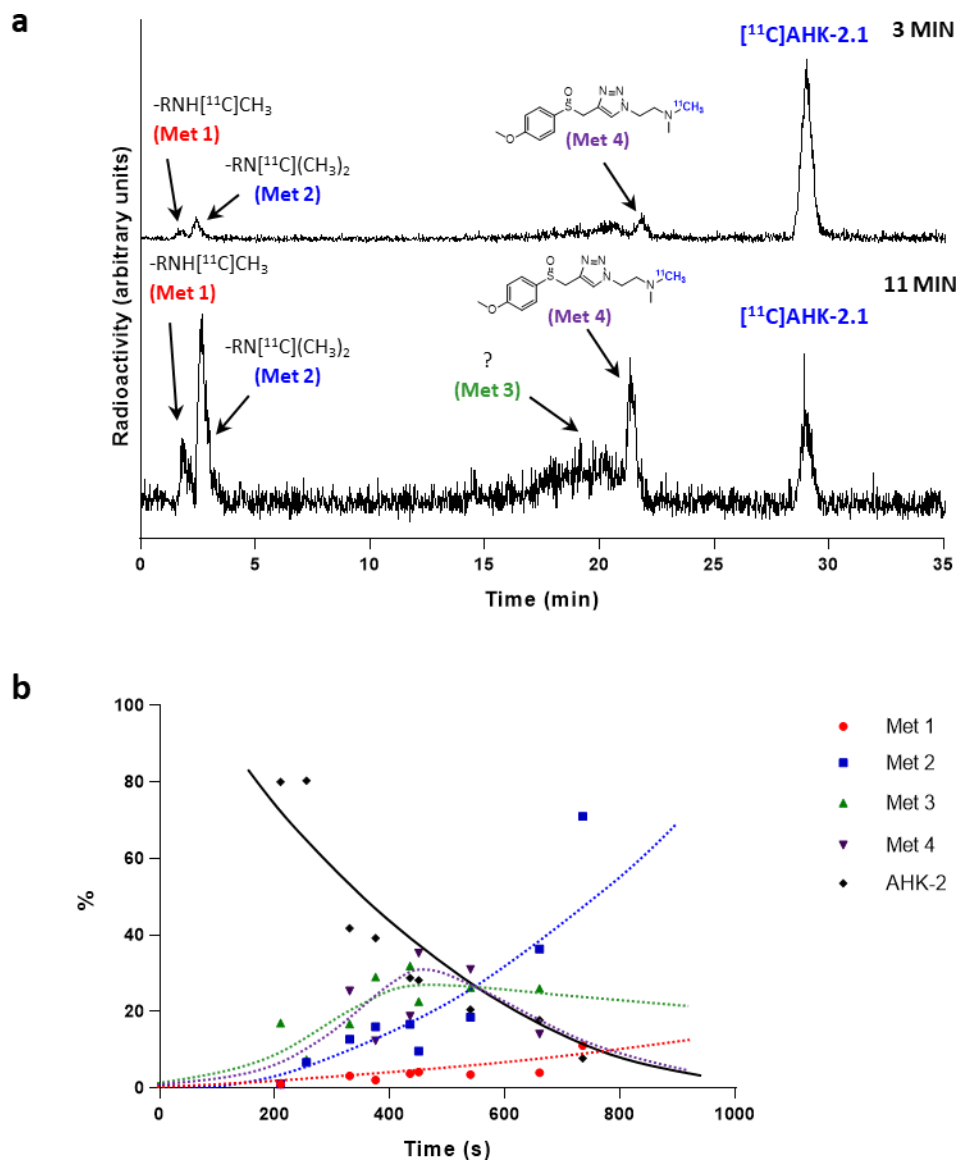 a
[¹¹C]AHK-2.1
3 MIN
-RNH[¹¹C]CH₃
(Met 1)
-RN[¹¹C](CH₃)₂
(Met 2)
O
S
N=N
N
¹¹CH₃
N
O
(Met 4)
-RNH[¹¹C]CH₃
(Met 1)
-RN[¹¹C](CH₃)₂
(Met 2)
?
(Met 3)
O
S
N=N
N
¹¹CH₃
N
O
(Met 4)
11 MIN
[¹¹C]AHK-2.1
Radioactivity (arbitrary units)
0 5 10 15 20 25 30 35
Time (min)
b
100
80
60
40
20
0
%
0 200 400 600 800 1000
Time (s)
Met 1
Met 2
Met 3
Met 4
AHK-2